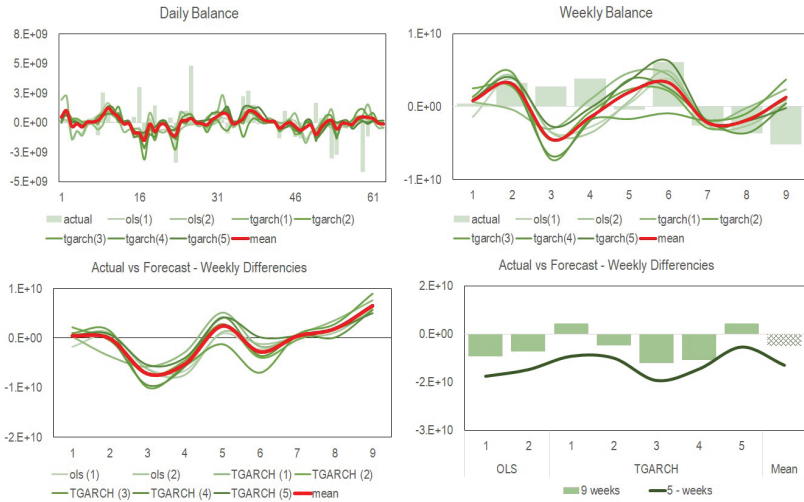 Daily Balance
8.E+09
5.E+09
3.E+09
0.E+00
-3.E+09
-5.E+09
1 16 31 46 61
actual ols(1) ols(2) tgarch(1) tgarch(2)
tgarch(3) tgarch(4) tgarch(5) mean
Weekly Balance
1.E+10
0.E+00
-1.E+10
1 2 3 4 5 6 7 8 9
actual ols(1) ols(2) tgarch(1) tgarch(2)
tgarch(3) tgarch(4) tgarch(5) mean
Actual vs Forecast - Weekly Differencies
1.E+10
0.E+00
-1.E+10
-2.E+10
1 2 3 4 5 6 7 8 9
ols (1) ols (2) TGARCH (1) TGARCH (2)
TGARCH (3) TGARCH (4) TGARCH (5) mean
Actual vs Forecast - Weekly Differencies
2.E+10
0.E+00
-2.E+10
-3.E+10
1 2 1 2 3 4 5
OLS TGARCH Mean
9 weeks 5 - weeks